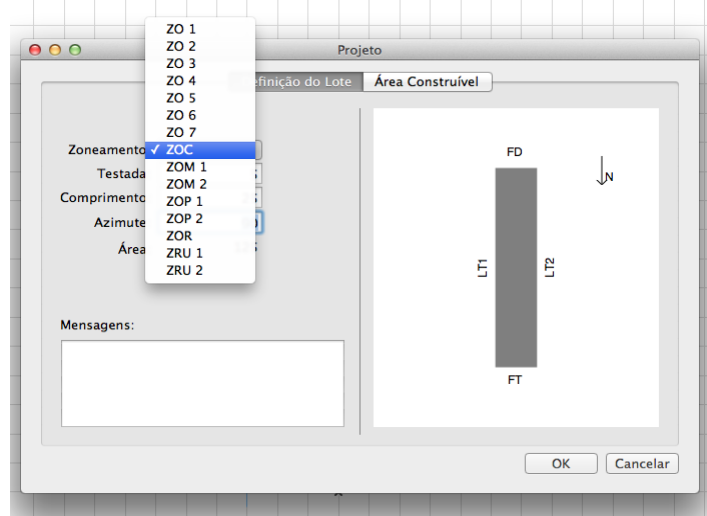 Projeto
Definição do Lote
Área Construível
ZO 1
ZO 2
ZO 3
ZO 4
ZO 5
ZO 6
ZO 7
✓ ZOC
ZOM 1
ZOM 2
ZOP 1
ZOP 2
ZOR
ZRU 1
ZRU 2
Zoneamento
Testada
Comprimento
Azimute
Área
Mensagens:
FD
N
LT1
LT2
FT
OK
Cancelar